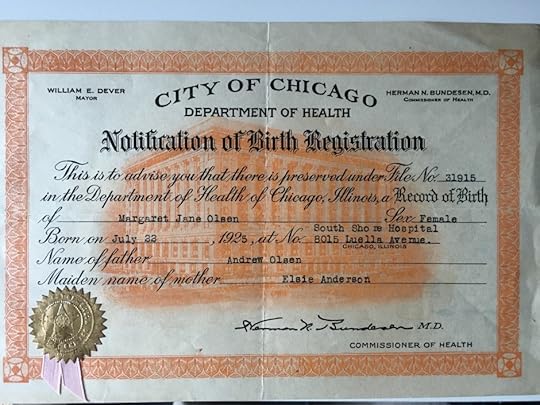 WILLIAM E. DEVER
MAYOR
HERMAN N. BUNDESEN, M.D.
COMMISSIONER OF HEALTH
CITY OF CHICAGO
DEPARTMENT OF HEALTH
Notification of Birth Registration
This is to advise you that there is preserved under File No. 31915
in the Department of Health of Chicago, Illinois, a Record of Birth
of Margaret Jane Olsen Sex Female
South Shore Hospital
Born on July 22, 1925, at No. 8015 Luella Avenue.
CHICAGO, ILLINOIS
Name of father Andrew Olsen
Maiden name of mother Elsie Anderson
Herman N. Bundesen M.D.
COMMISSIONER OF HEALTH